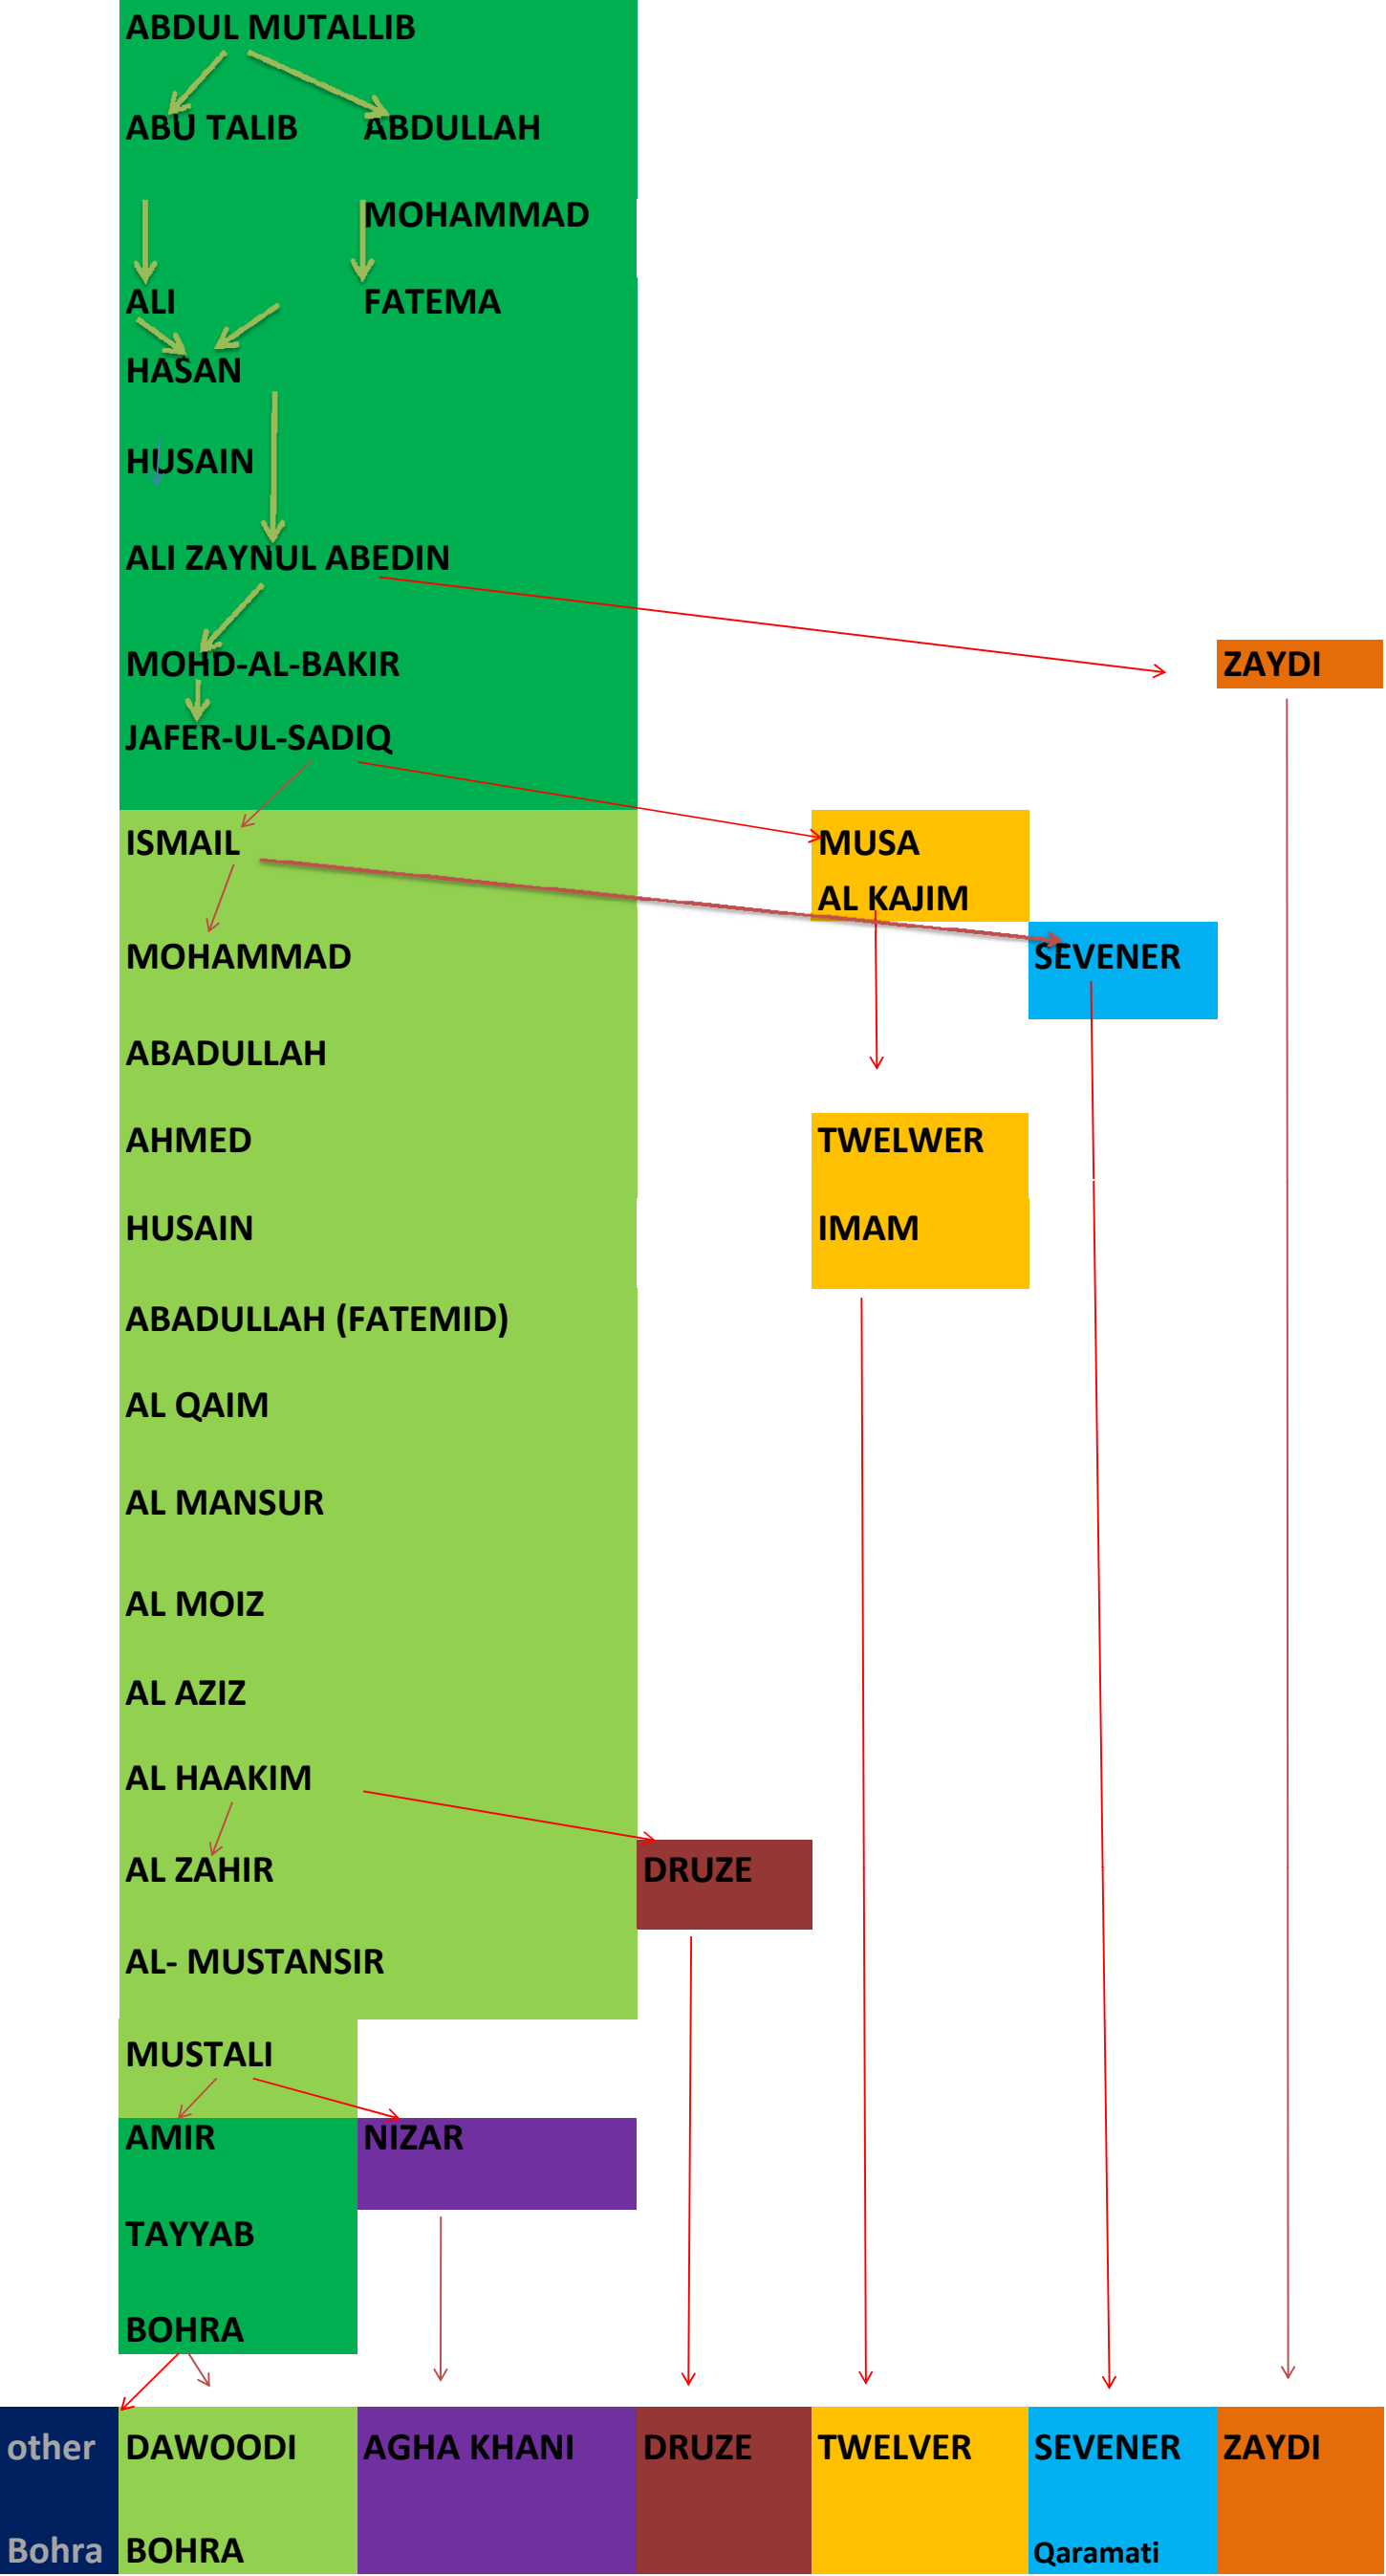 ABDUL MUTALLIB
ABU TALIB ABDULLAH
MOHAMMAD
ALI FATEMA
HASAN
HUSAIN
ALI ZAYNUL ABEDIN
MOHD-AL-BAKIR ZAYDI
JAFER-UL-SADIQ
ISMAIL MUSA
AL KAJIM
MOHAMMAD SEVENER
ABADULLAH
AHMED TWELWER
HUSAIN IMAM
ABADULLAH (FATEMID)
AL QAIM
AL MANSUR
AL MOIZ
AL AZIZ
AL HAAKIM
AL ZAHIR DRUZE
AL- MUSTANSIR
MUSTALI
AMIR NIZAR
TAYYAB
BOHRA
other DAWOODI AGHA KHANI DRUZE TWELVER SEVENER ZAYDI
Bohra BOHRA Qaramati